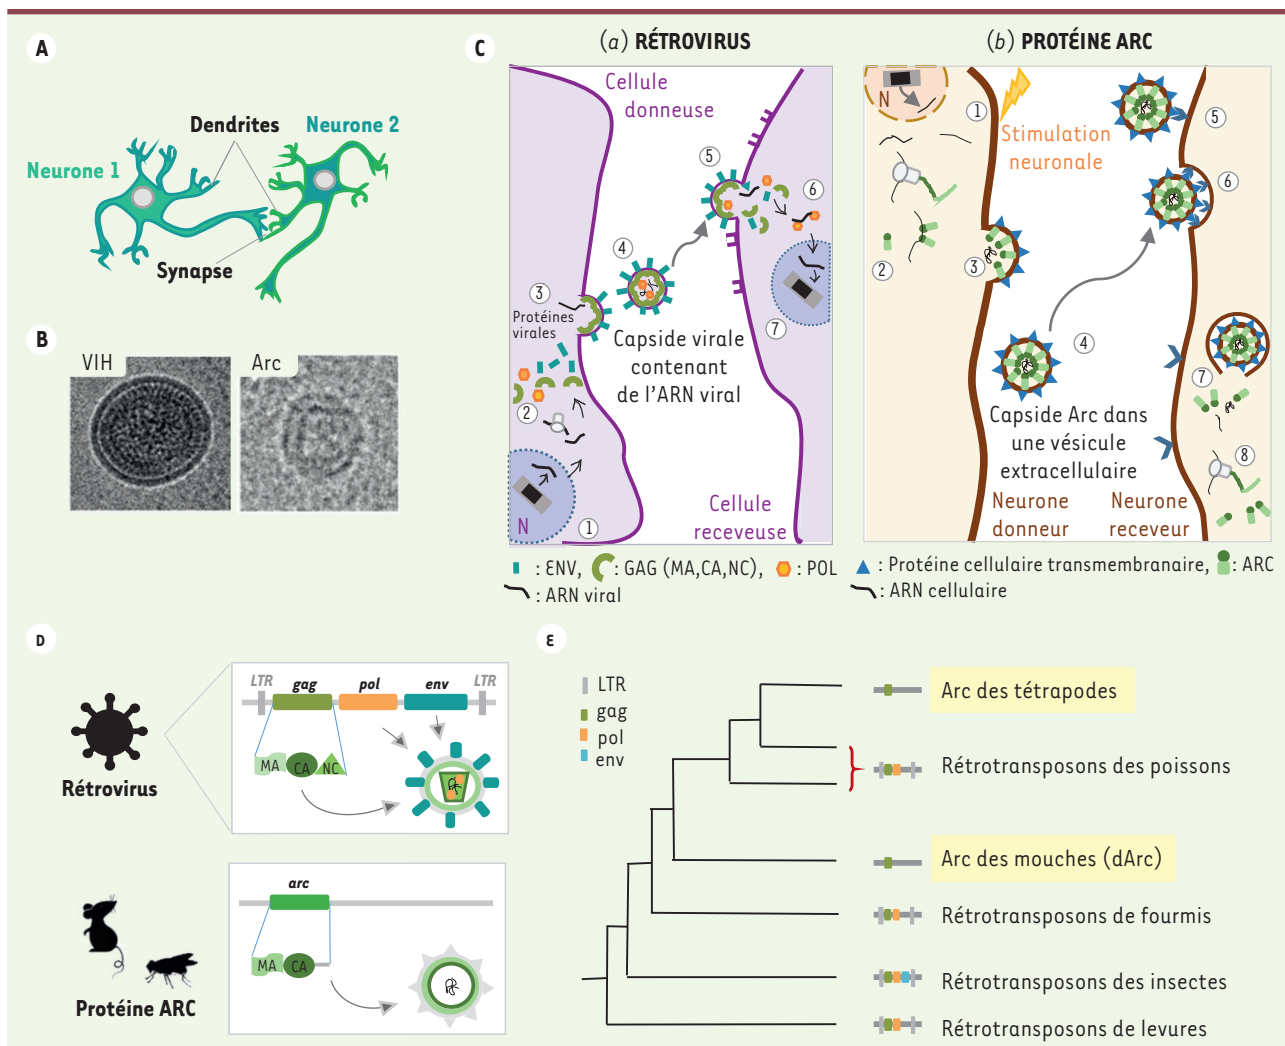 A
Dendrites
Neurone 2
Neurone 1
Synapse
B
VIH
Arc
C
(a) RÉTROVIRUS
Cellule
donneuse
5
6
4
3
Protéines
virales
Capside virale
contenant
de l'ARN viral
7
2
N
1
Cellule
receveuse
: ENV, : GAG (MA,CA,NC), : POL
: ARN viral
(b) PROTÉINE ARC
N
1
Stimulation
neuronale
5
6
2
3
4
Capside Arc dans
une vésicule
extracellulaire
7
8
Neurone
donneur
Neurone
receveur
: Protéine cellulaire transmembranaire, : ARC
: ARN cellulaire
D
LTR gag pol env LTR
MA CA NC
Rétrovirus
arc
MA CA
Protéine ARC
E
LTR
gag
pol
env
Arc des tétrapodes
Rétrotransposons des poissons
Arc des mouches (dArc)
Rétrotransposons de fourmis
Rétrotransposons des insectes
Rétrotransposons de levures